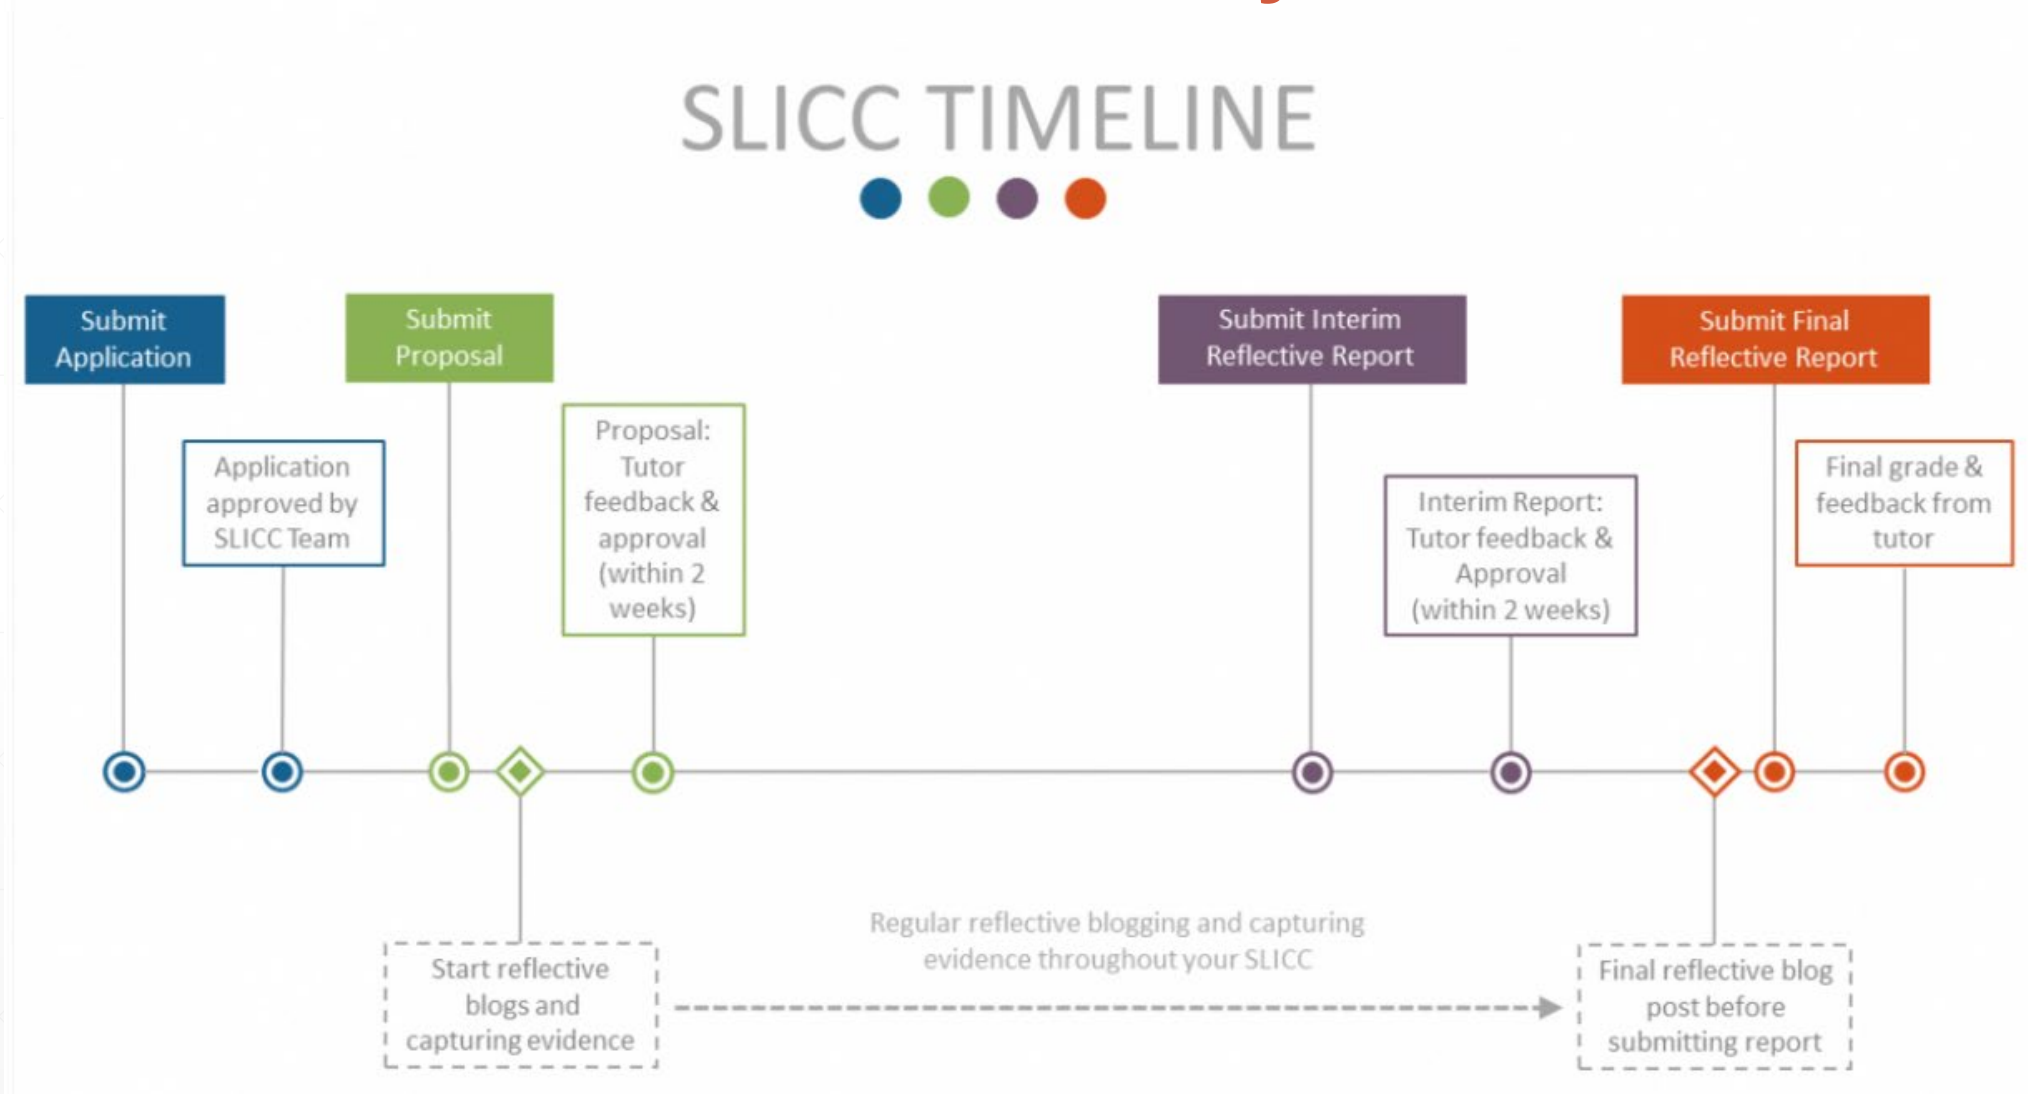 SLICC TIMELINE
Submit
Application
Submit
Proposal
Submit Interim
Reflective Report
Submit Final
Reflective Report
Application
approved by
SLICC Team
Proposal:
Tutor
feedback &
approval
(within 2
weeks)
Interim Report:
Tutor feedback &
Approval
(within 2 weeks)
Final grade &
feedback from
tutor
Start reflective
blogs and
capturing evidence
Regular reflective blogging and capturing
evidence throughout your SLICC
Final reflective blog
post before
submitting report